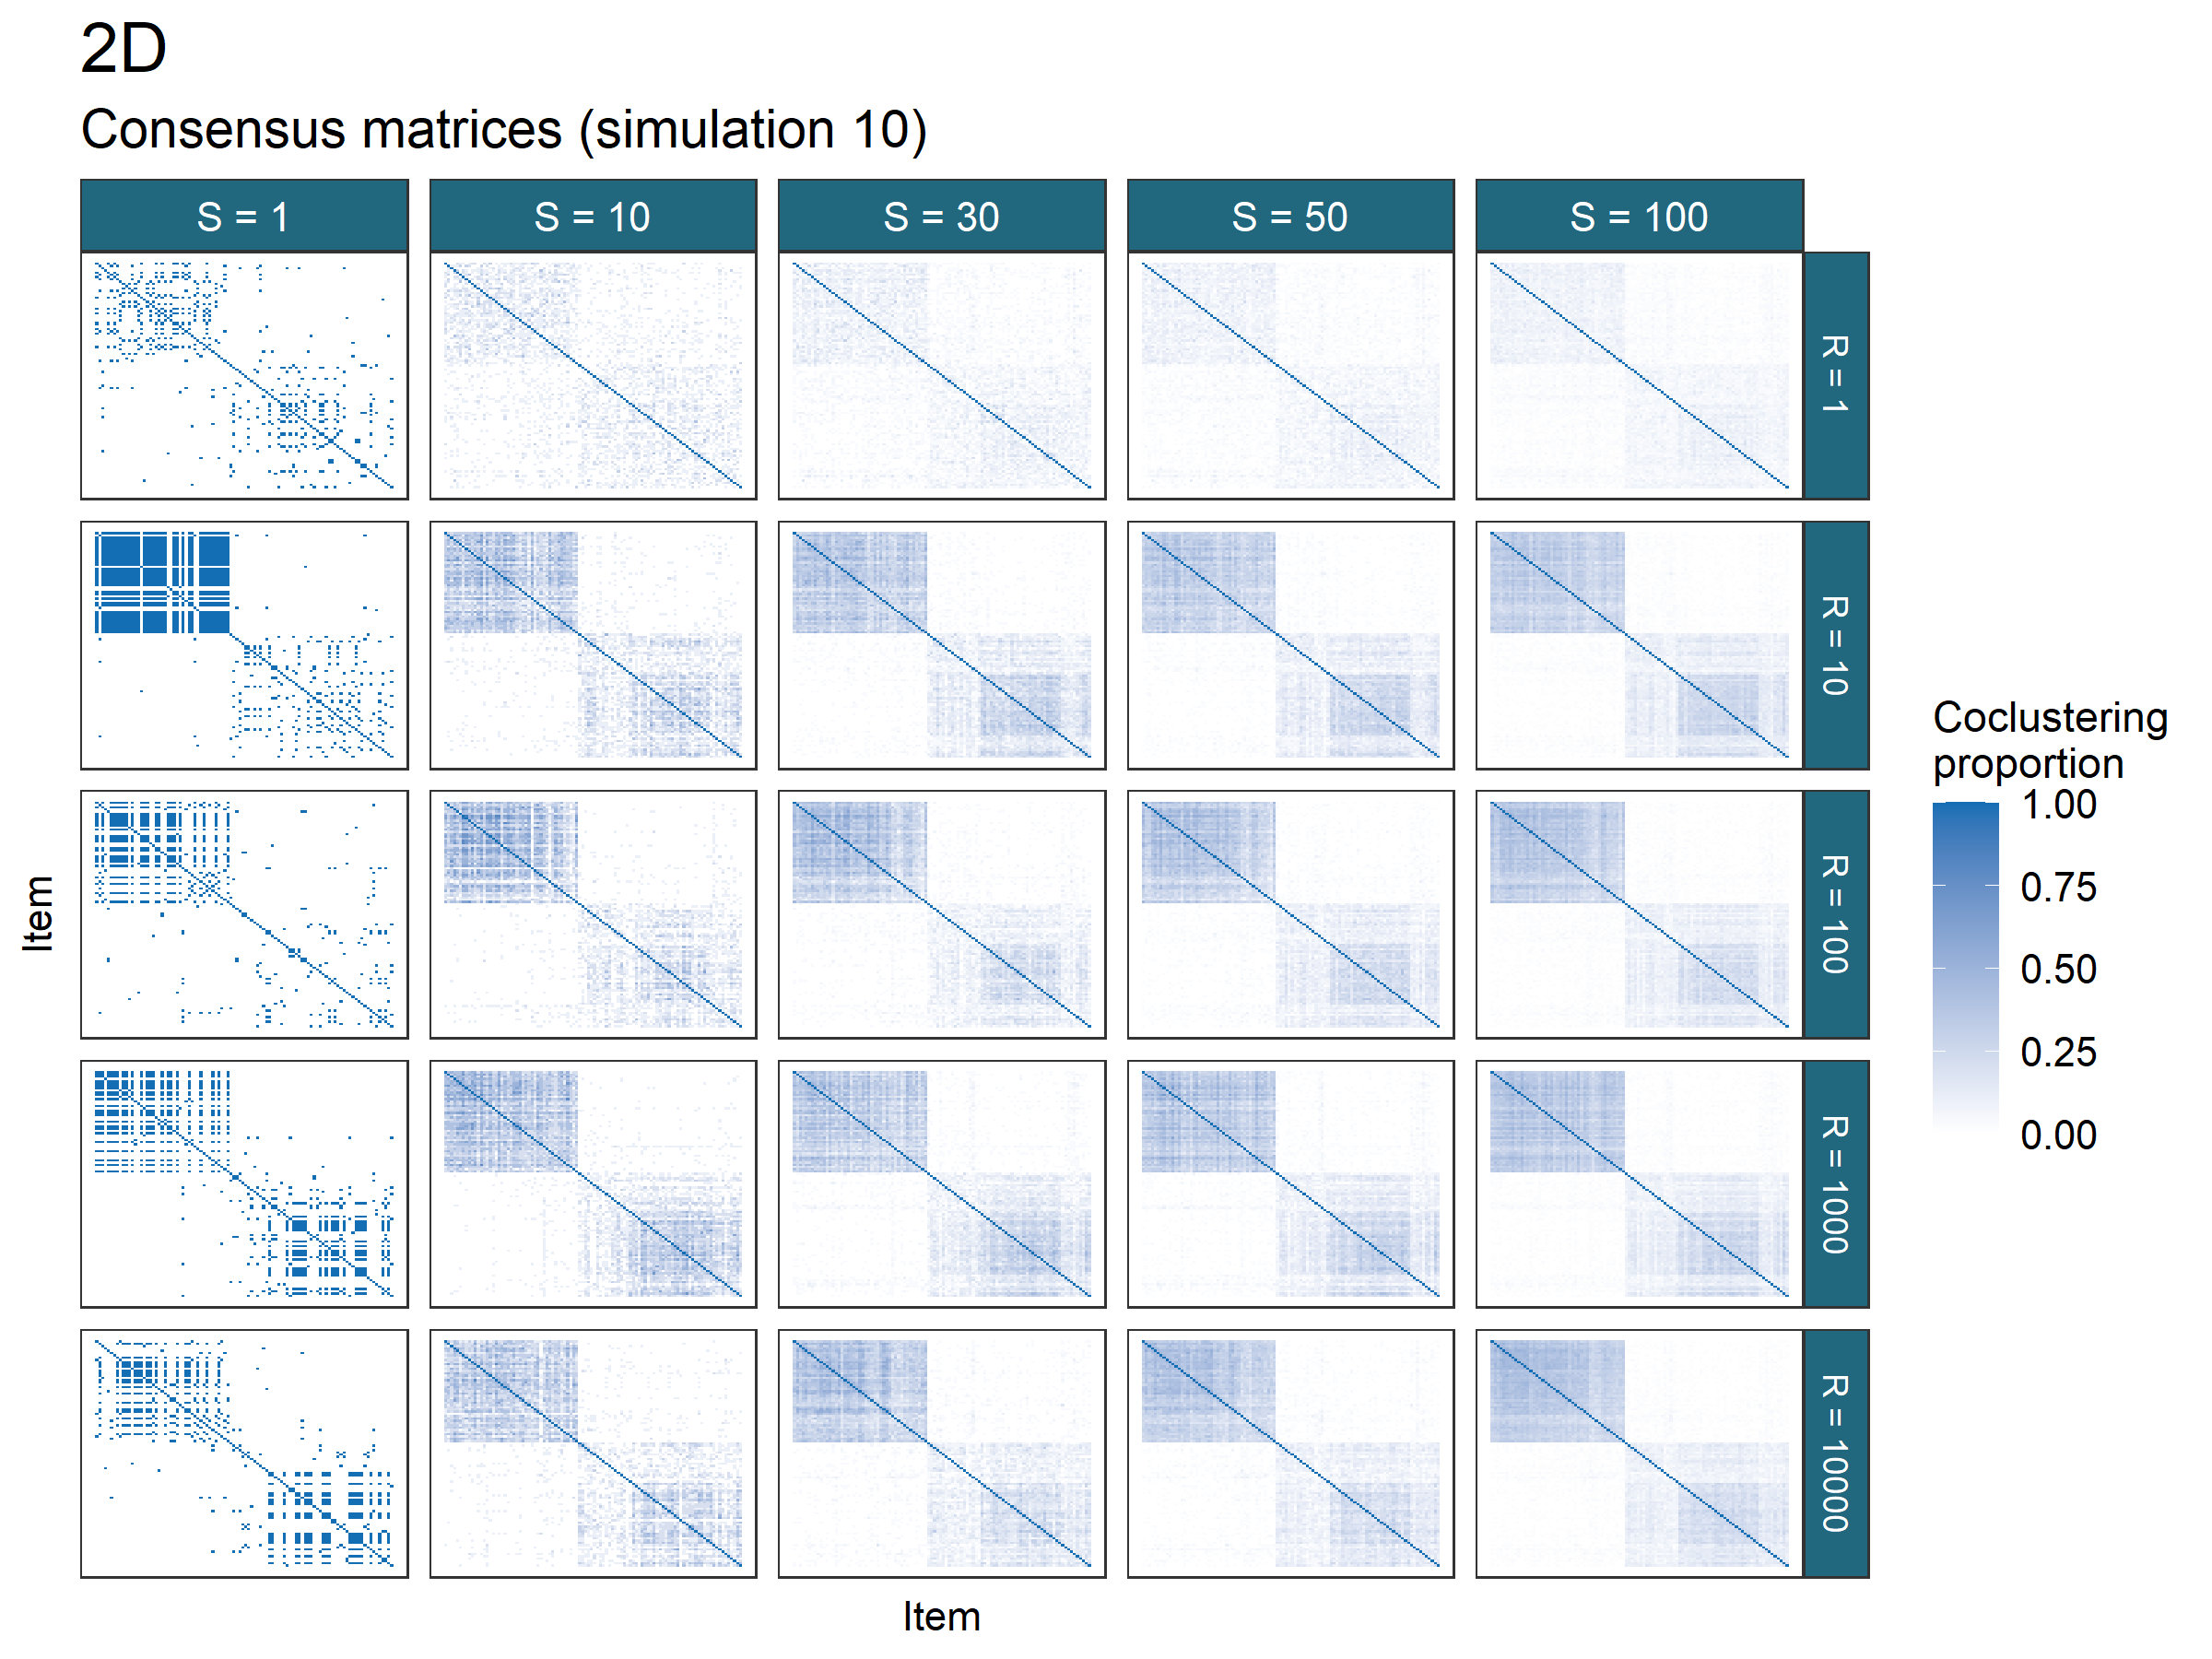 2D
Consensus matrices (simulation 10)
S = 1
S = 10
S = 30
S = 50
S = 100
R = 1
R = 10
R = 100
R = 1000
R = 10000
Item
Item
Coclustering
proportion
1.00
0.75
0.50
0.25
0.00